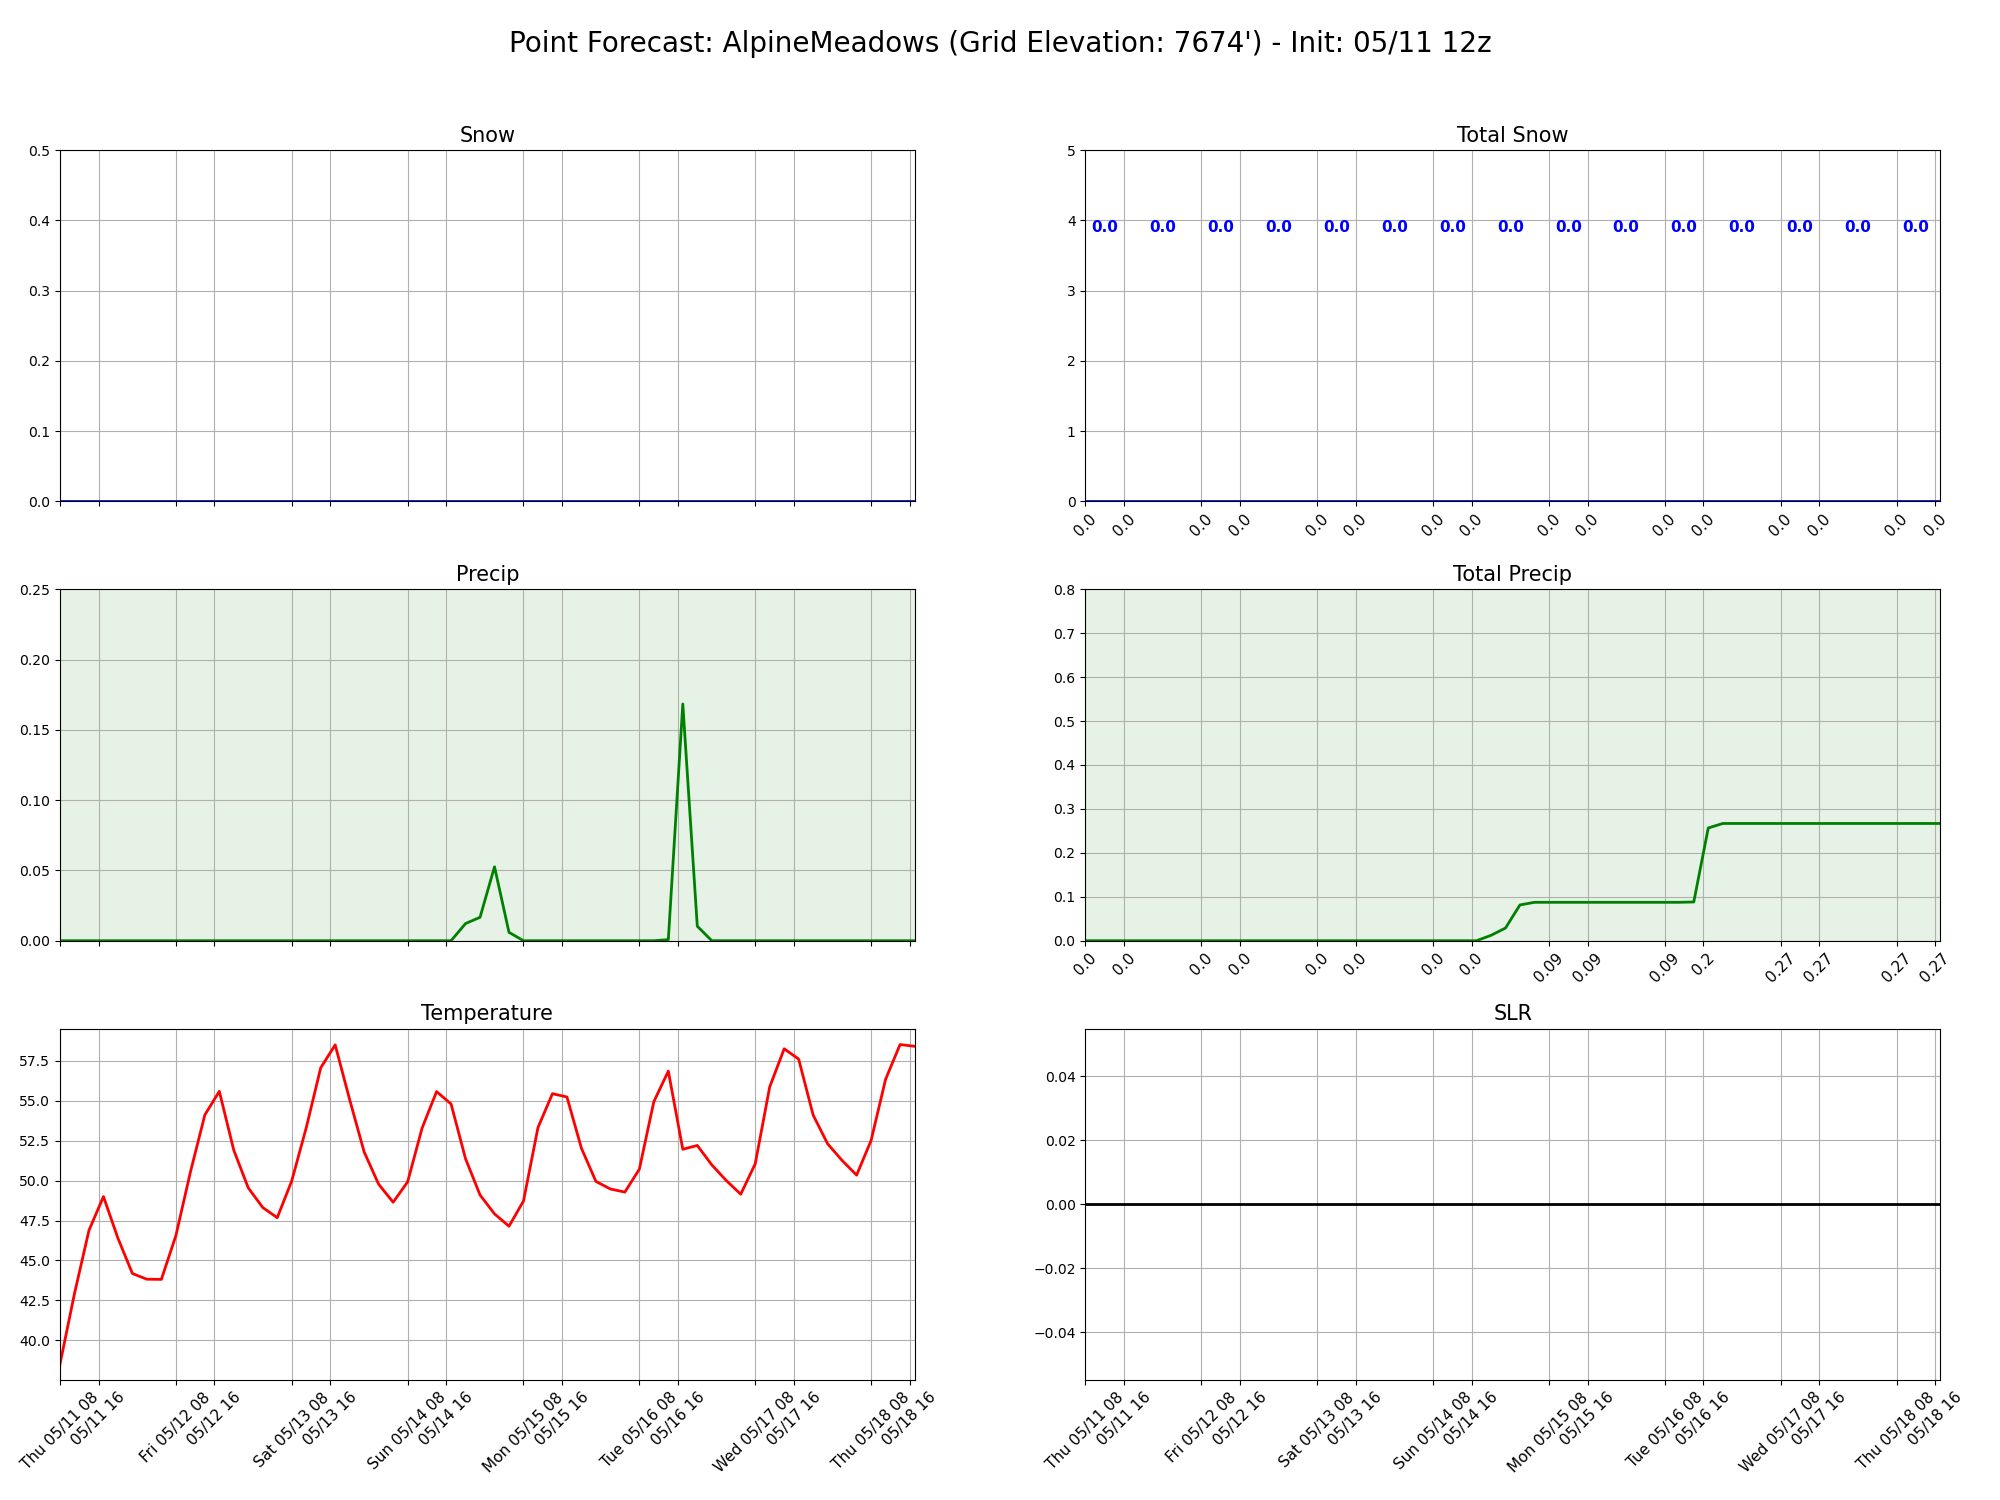 Point Forecast: AlpineMeadows (Grid Elevation: 7674') - Init: 05/11 12z
Snow
0.5
0.4
0.3
0.2
0.1
0.0
Total Snow
5
4
3
2
1
0
0.0 0.0 0.0 0.0 0.0 0.0 0.0 0.0 0.0 0.0 0.0 0.0 0.0 0.0 0.0
0.0 0.0 0.0 0.0 0.0 0.0 0.0 0.0 0.0 0.0 0.0 0.0 0.0 0.0 0.0 0.0
Precip
0.25
0.20
0.15
0.10
0.05
0.00
Total Precip
0.8
0.7
0.6
0.5
0.4
0.3
0.2
0.1
0.0
0.0 0.0 0.0 0.0 0.0 0.0 0.0 0.0 0.09 0.09 0.09 0.2 0.27 0.27 0.27 0.27
Temperature
57.5
55.0
52.5
50.0
47.5
45.0
42.5
40.0
Thu 05/11 08
05/11 16
Fri 05/12 08
05/12 16
Sat 05/13 08
05/13 16
Sun 05/14 08
05/14 16
Mon 05/15 08
05/15 16
Tue 05/16 08
05/16 16
Wed 05/17 08
05/17 16
Thu 05/18 08
05/18 16
SLR
0.04
0.02
0.00
−0.02
−0.04
Thu 05/11 08
05/11 16
Fri 05/12 08
05/12 16
Sat 05/13 08
05/13 16
Sun 05/14 08
05/14 16
Mon 05/15 08
05/15 16
Tue 05/16 08
05/16 16
Wed 05/17 08
05/17 16
Thu 05/18 08
05/18 16